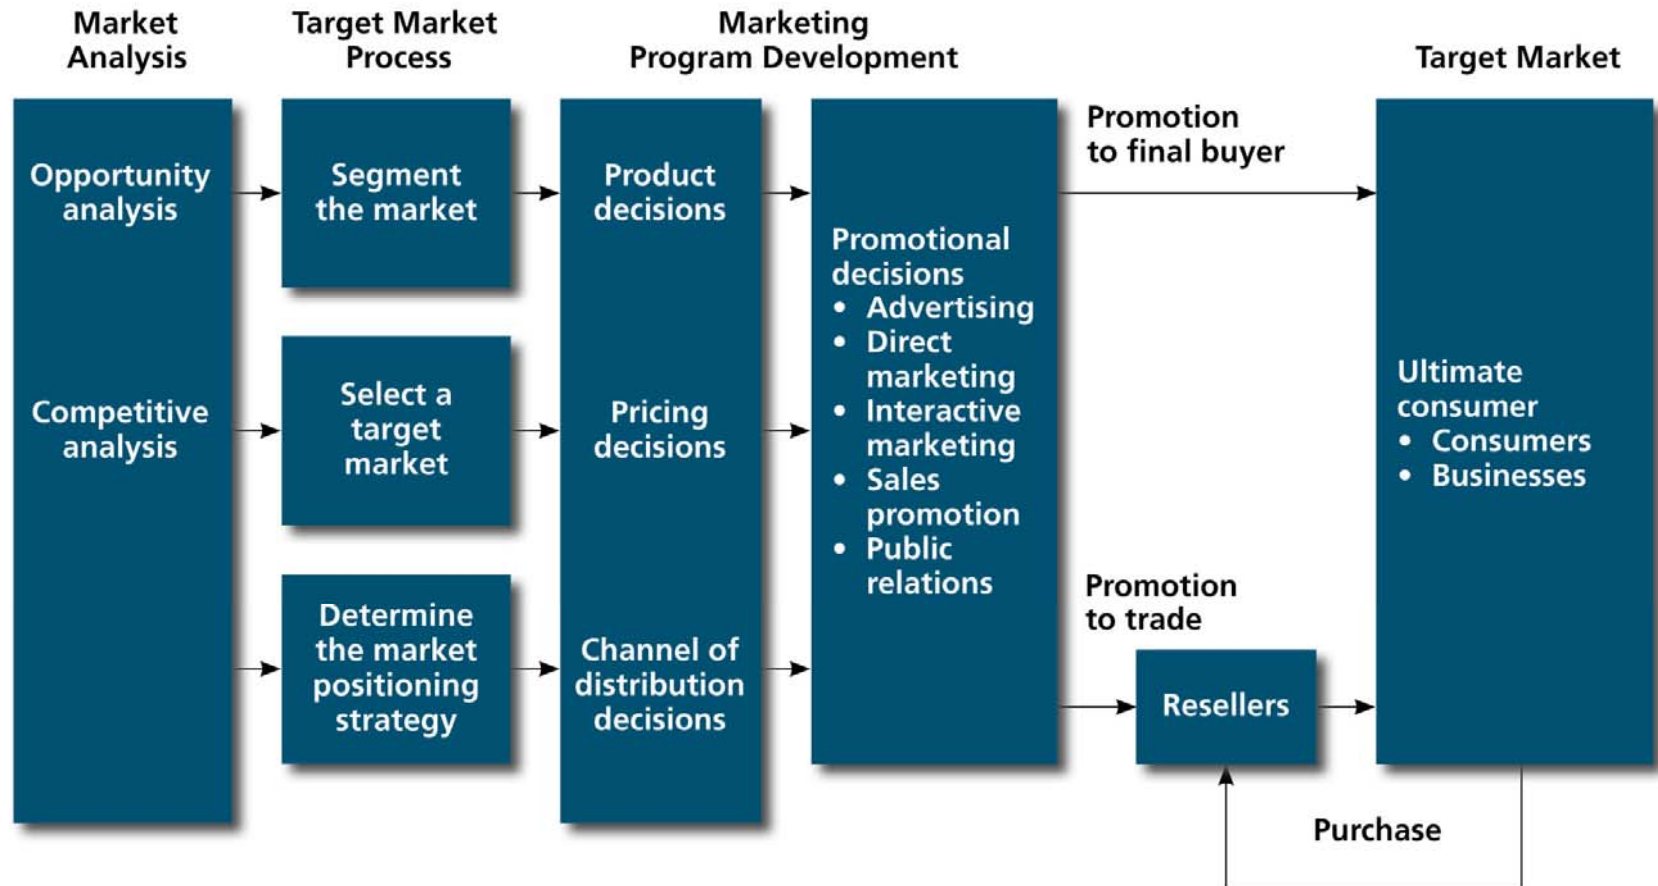 Market
Analysis
Target Market
Process
Marketing
Program Development
Target Market
Opportunity
analysis
Competitive
analysis
Segment
the market
Select a
target
market
Determine
the market
positioning
strategy
Product
decisions
Pricing
decisions
Channel of
distribution
decisions
Promotional
decisions
• Advertising
• Direct
marketing
• Interactive
marketing
• Sales
promotion
• Public
relations
Promotion
to final buyer
Promotion
to trade
Resellers
Ultimate
consumer
• Consumers
• Businesses
Purchase